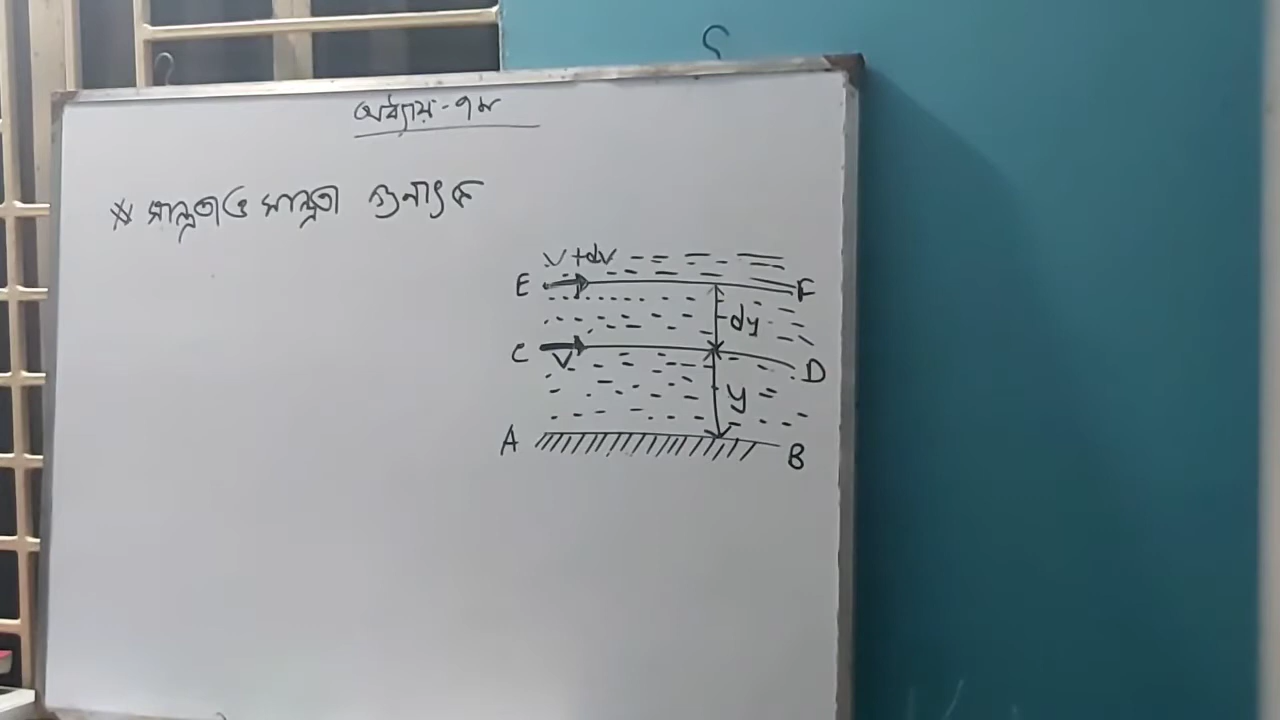 অধ্যায়-৭ম
* সান্দ্রতা ও সান্দ্রতা গুনাংক
V+dV
E F
dy
C V D
y
A B